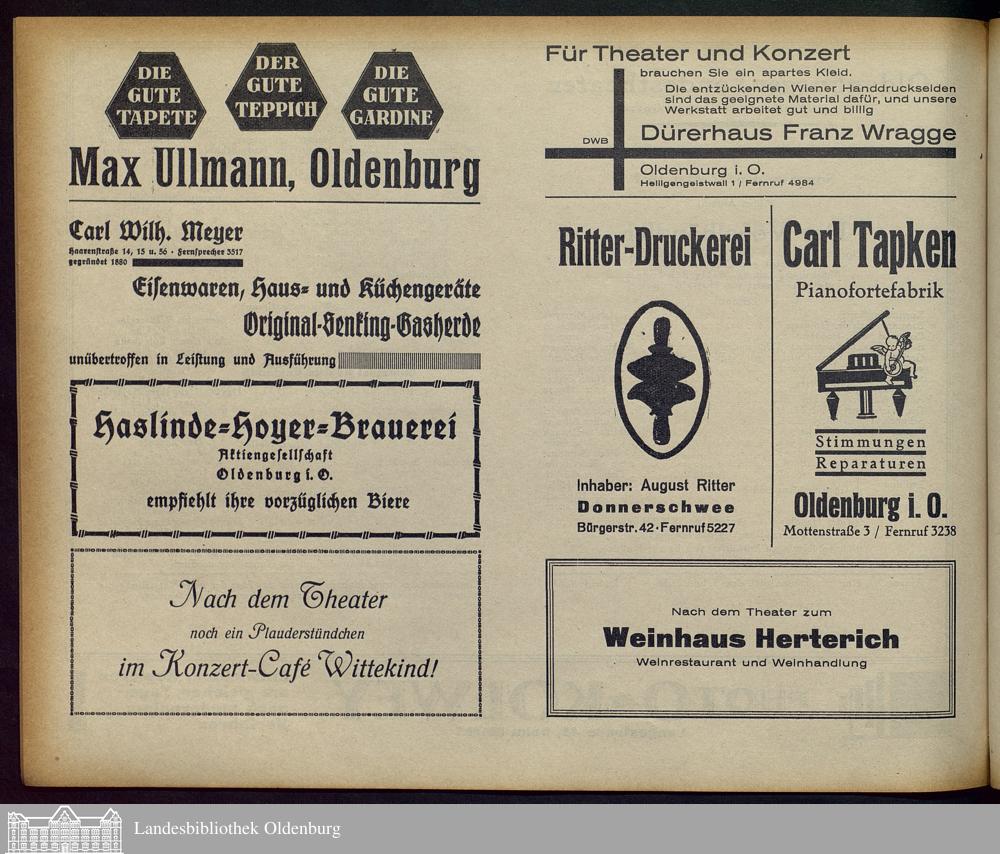 DIE
GUTE
TAPETE
DER
GUTE
TEPPICH
DIE
GUTE
GARDINE
Max Ullmann, Oldenburg
Carl Wilh. Meyer
Haarenstraße 14, 15 u. 56 · Fernsprecher 3517
gegründet 1880
Eisenwaren, Haus- und Küchengeräte
Original-Senking-Gasherde
unübertroffen in Leistung und Ausführung
Haslinde-Hoyer-Brauerei
Aktiengesellschaft
Oldenburg i. O.
empfiehlt ihre vorzüglichen Biere
Nach dem Theater
noch ein Plauderstündchen
im Konzert-Café Wittekind!
Für Theater und Konzert
brauchen Sie ein apartes Kleid.
Die entzückenden Wiener Handdruckseiden
sind das geeignete Material dafür, und unsere
Werkstatt arbeitet gut und billig
DWB
Dürerhaus Franz Wragge
Oldenburg i. O.
Heiligengeistwall 1 / Fernruf 4984
Ritter-Druckerei
Inhaber: August Ritter
Donnerschwee
Bürgerstr. 42 · Fernruf 5227
Carl Tapken
Pianofortefabrik
Stimmungen
Reparaturen
Oldenburg i. O.
Mottenstraße 3 / Fernruf 3238
Nach dem Theater zum
Weinhaus Herterich
Weinrestaurant und Weinhandlung
Landesbibliothek Oldenburg